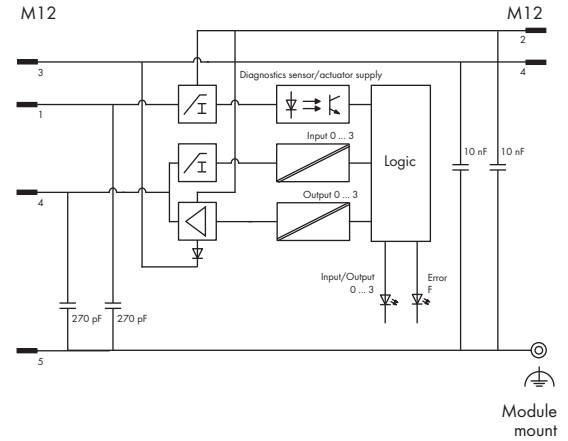 M12
M12
2
3
4
Diagnostics sensor/actuator supply
1
Input 0 ... 3
10 nF
10 nF
Logic
Output 0 ... 3
4
Input/Output
0 ... 3
Error
F
270 pF
270 pF
5
Module
mount